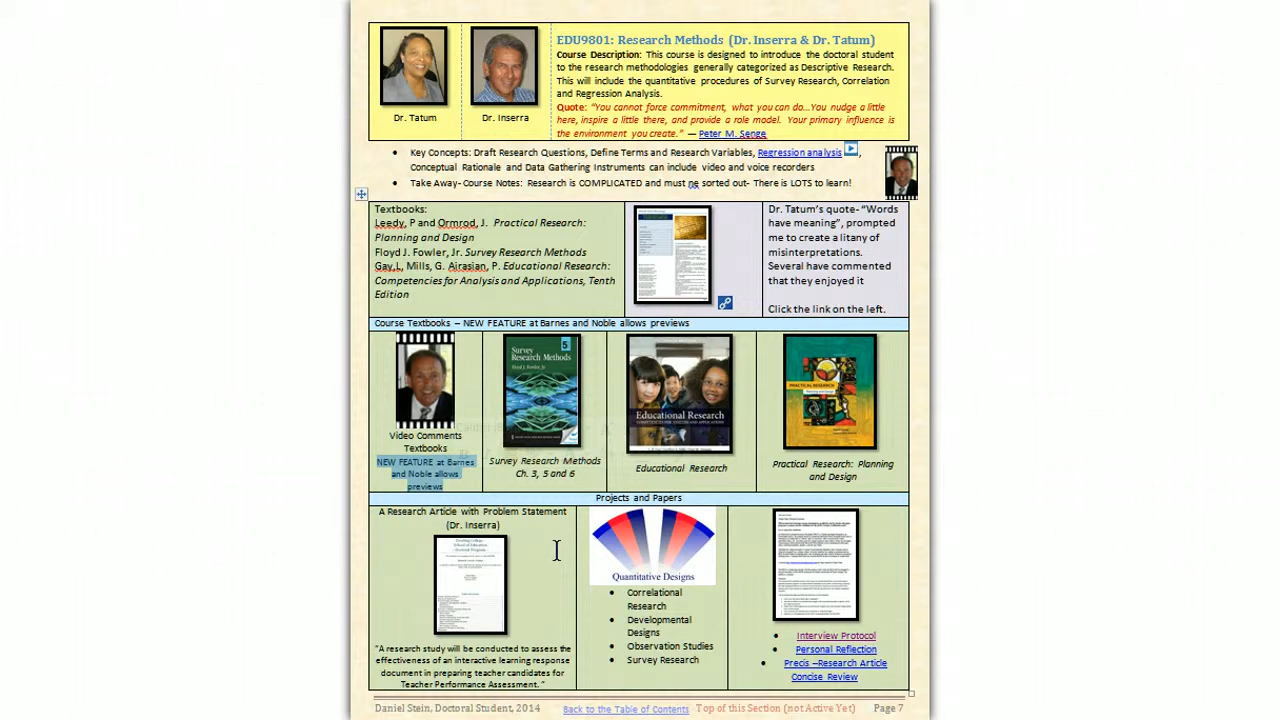 EDU9801: Research Methods (Dr. Inserra & Dr. Tatum)
Course Description: This course is designed to introduce the doctoral student
to the research methodologies generally categorized as Descriptive Research.
This will include the quantitative procedures of Survey Research, Correlation
and Regression Analysis.
Quote: “You cannot force commitment, what you can do…You nudge a little
here, inspire a little there, and provide a role model. Your primary influence is
the environment you create.” — Peter M. Senge
Dr. Tatum
Dr. Inserra
• Key Concepts: Draft Research Questions, Define Terms and Research Variables, Regression analysis ,
Conceptual Rationale and Data Gathering Instruments can include video and voice recorders
• Take Away- Course Notes: Research is COMPLICATED and must ne sorted out- There is LOTS to learn!
Textbooks:
Leedy, P and Ormrod, J. Practical Research:
Planning and Design
Floyd J. Fowler, Jr. Survey Research Methods
Gay,L, Mills, G. Airasian, P. Educational Research:
Competencies for Analysis and Applications, Tenth
Edition
Dr. Tatum’s quote- “Words
have meaning”, prompted
me to create a litany of
misinterpretations.
Several have commented
that they enjoyed it
Click the link on the left.
Course Textbooks – NEW FEATURE at Barnes and Noble allows previews
Video Comments
Textbooks
NEW FEATURE at Barnes
and Noble allows
previews
Survey
Research Methods
5
Survey Research Methods
Ch. 3, 5 and 6
Educational Research
Educational Research
PRACTICAL RESEARCH
Practical Research: Planning
and Design
Projects and Papers
A Research Article with Problem Statement
(Dr. Inserra)
“A research study will be conducted to assess the
effectiveness of an interactive learning response
document in preparing teacher candidates for
Teacher Performance Assessment.”
Quantitative Designs
• Correlational
Research
• Developmental
Designs
• Observation Studies
• Survey Research
• Interview Protocol
• Personal Reflection
• Precis –Research Article
Concise Review
Daniel Stein, Doctoral Student, 2014
Back to the Table of Contents
Top of this Section (not Active Yet)
Page 7